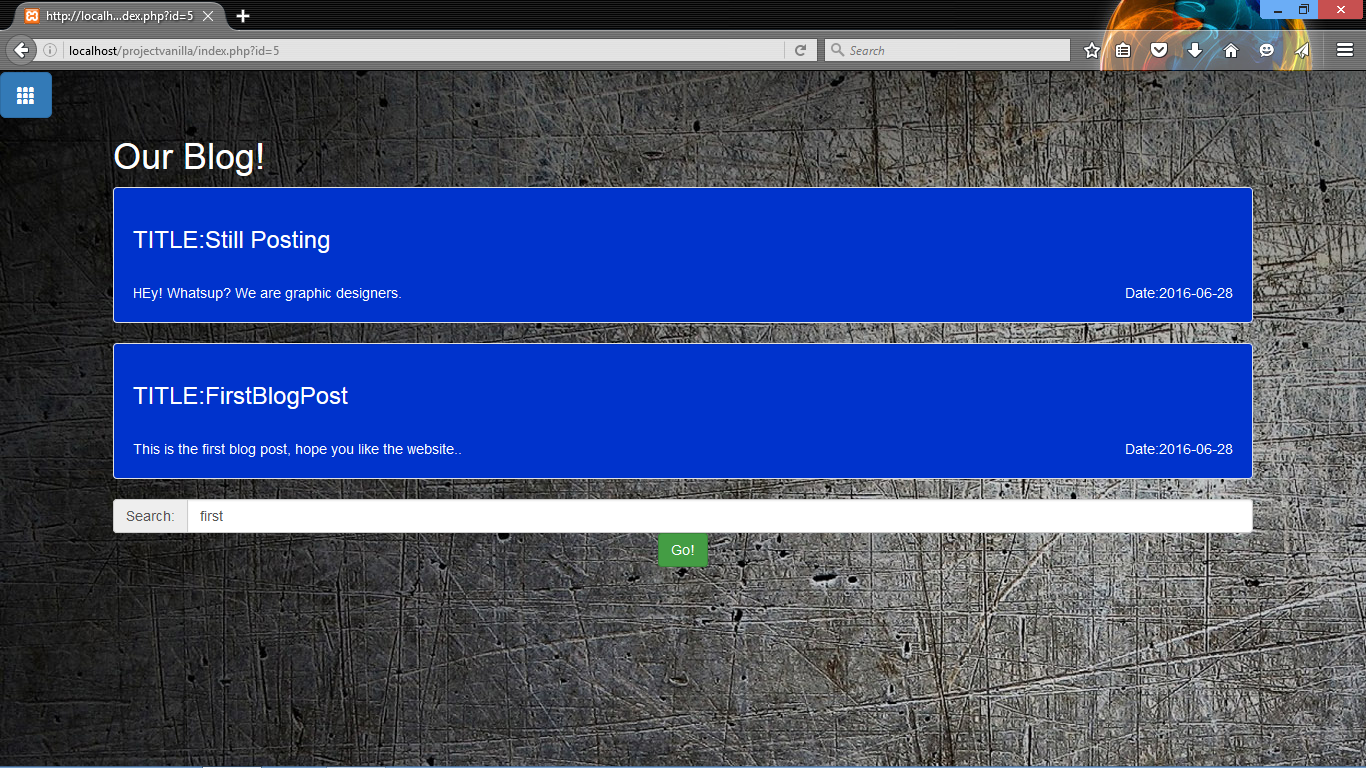 http://localh...dex.php?id=5
localhost/projectvanilla/index.php?id=5
Search
Our Blog!
TITLE:Still Posting
HEy! Whatsup? We are graphic designers. Date:2016-06-28
TITLE:FirstBlogPost
This is the first blog post, hope you like the website.. Date:2016-06-28
Search: first
Go!